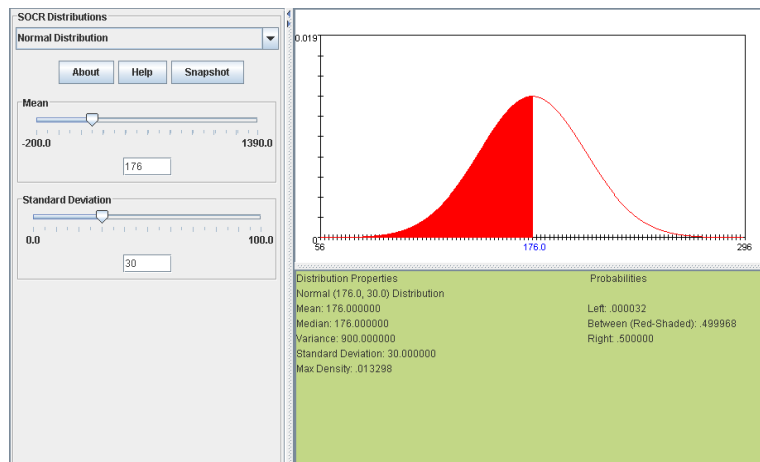 SOCR Distributions
Normal Distribution
About Help Snapshot
Mean
-200.0 1390.0
176
Standard Deviation
0.0 100.0
30
0.019
0
56 176.0 296
Distribution Properties Probabilities
Normal (176.0, 30.0) Distribution
Mean: 176.000000 Left: .000032
Median: 176.000000 Between (Red-Shaded): .499968
Variance: 900.000000 Right: .500000
Standard Deviation: 30.000000
Max Density: .013298